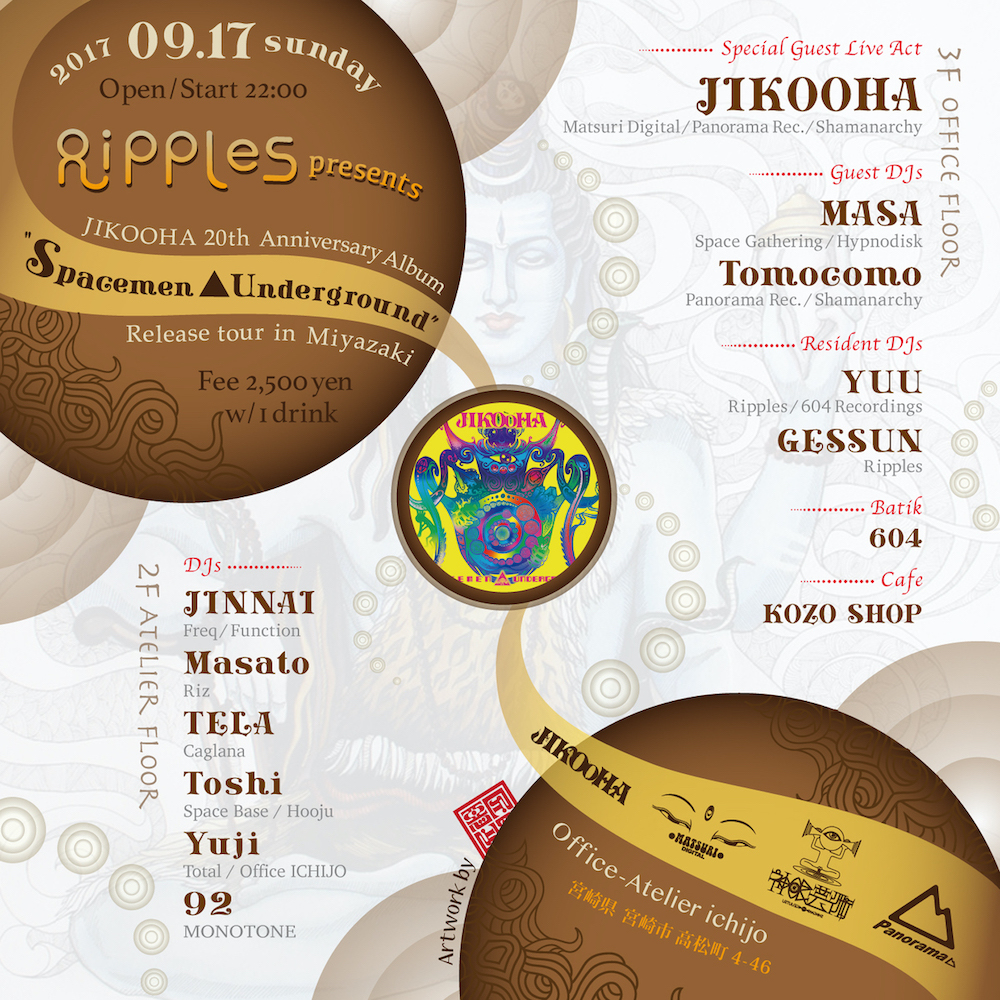 2017 09.17 sunday
Open/Start 22:00
Ripples presents
JIKOOHA 20th Anniversary Album
"Spacemen▲Underground"
Release tour in Miyazaki
Fee 2,500 yen
w/1 drink
3F OFFICE FLOOR
Special Guest Live Act
JIKOOHA
Matsuri Digital/Panorama Rec./Shamanarchy
Guest DJs
MASA
Space Gathering/Hypnodisk
Tomocomo
Panorama Rec./Shamanarchy
Resident DJs
YUU
Ripples/604 Recordings
GESSUN
Ripples
Batik
604
Cafe
KOZO SHOP
JIKOOHA
2F ATELIER FLOOR
DJs
JINNAI
Freq/Function
Masato
Riz
TELA
Caglana
Toshi
Space Base / Hooju
Yuji
Total / Office ICHIJO
92
MONOTONE
Artwork by
JIKOOHA
MATSURI
DIGITAL
Panorama
Office-Atelier ichijo
宮崎県 宮崎市 高松町 4-46